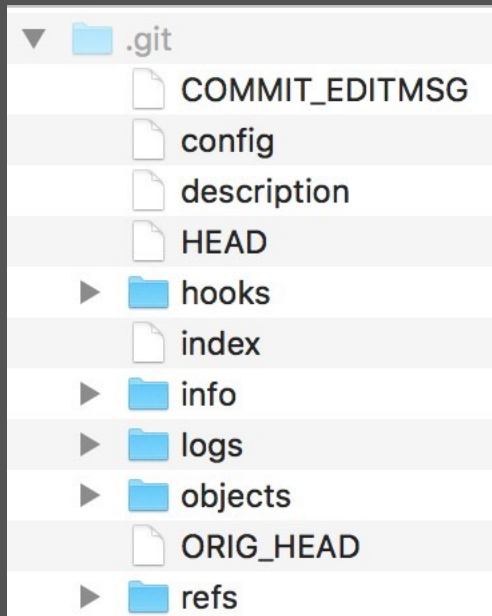 .git
COMMIT_EDITMSG
config
description
HEAD
hooks
index
info
logs
objects
ORIG_HEAD
refs